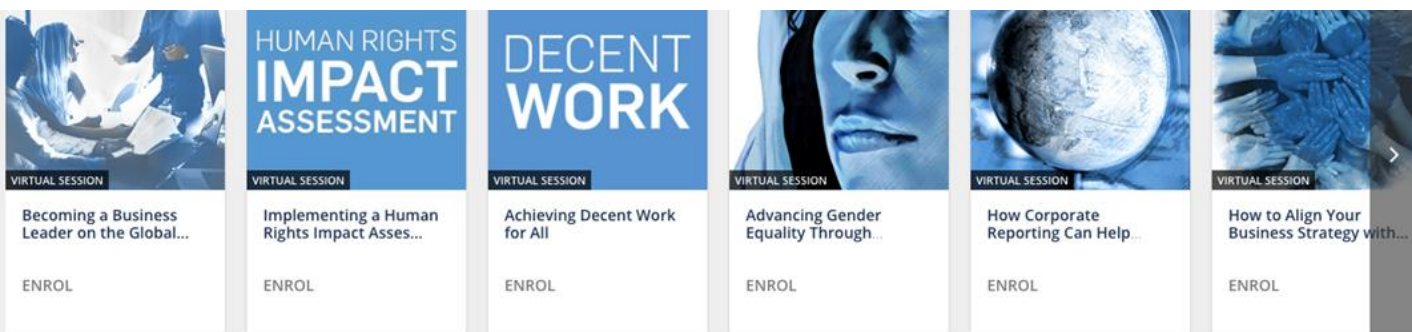 VIRTUAL SESSION
Becoming a Business
Leader on the Global...
ENROL
HUMAN RIGHTS
IMPACT
ASSESSMENT
VIRTUAL SESSION
Implementing a Human
Rights Impact Asses...
ENROL
DECENT
WORK
VIRTUAL SESSION
Achieving Decent Work
for All
ENROL
VIRTUAL SESSION
Advancing Gender
Equality Through...
ENROL
VIRTUAL SESSION
How Corporate
Reporting Can Help...
ENROL
VIRTUAL SESSION
How to Align Your
Business Strategy with...
ENROL